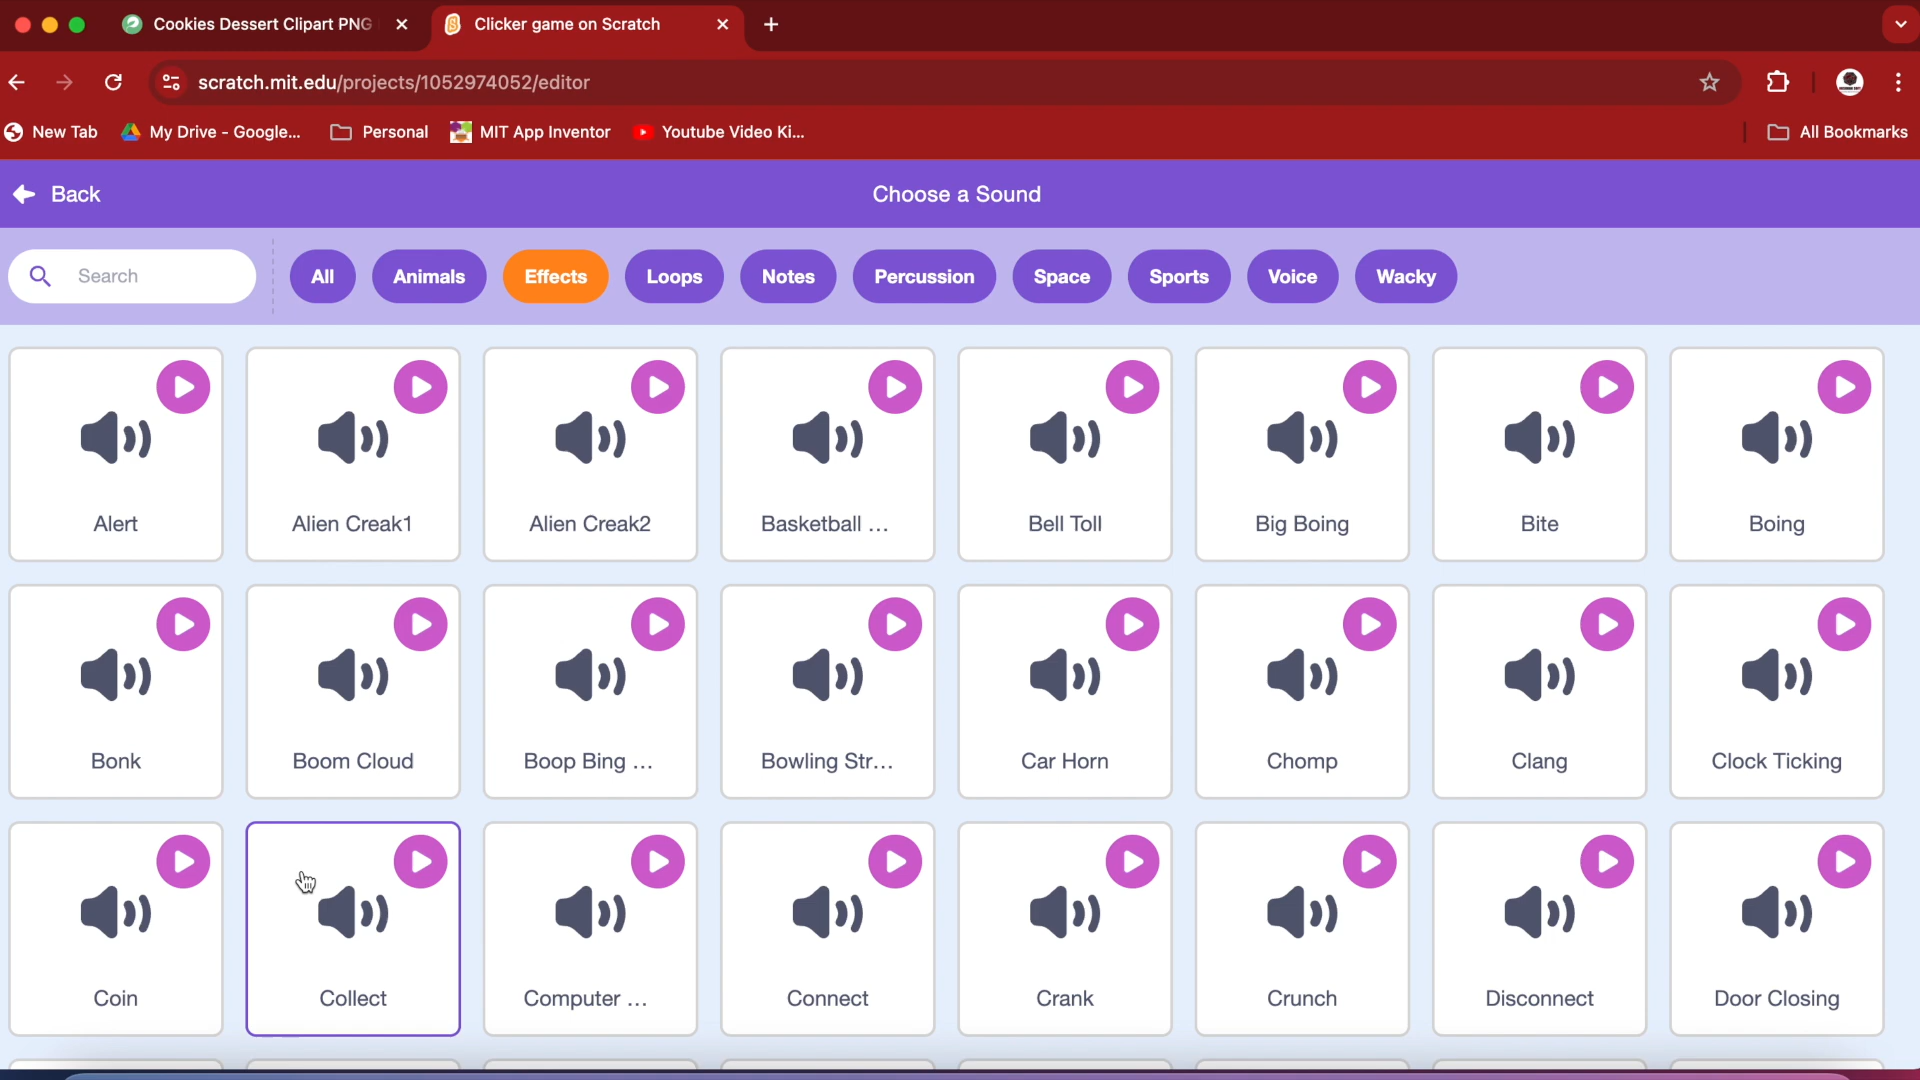 Cookies Dessert Clipart PNG
Clicker game on Scratch
scratch.mit.edu/projects/1052974052/editor
New Tab
My Drive - Google...
Personal
MIT App Inventor
Youtube Video Ki...
All Bookmarks
Back
Choose a Sound
Search
All
Animals
Effects
Loops
Notes
Percussion
Space
Sports
Voice
Wacky
Alert
Alien Creak1
Alien Creak2
Basketball ...
Bell Toll
Big Boing
Bite
Boing
Bonk
Boom Cloud
Boop Bing ...
Bowling Str...
Car Horn
Chomp
Clang
Clock Ticking
Coin
Collect
Computer ...
Connect
Crank
Crunch
Disconnect
Door Closing